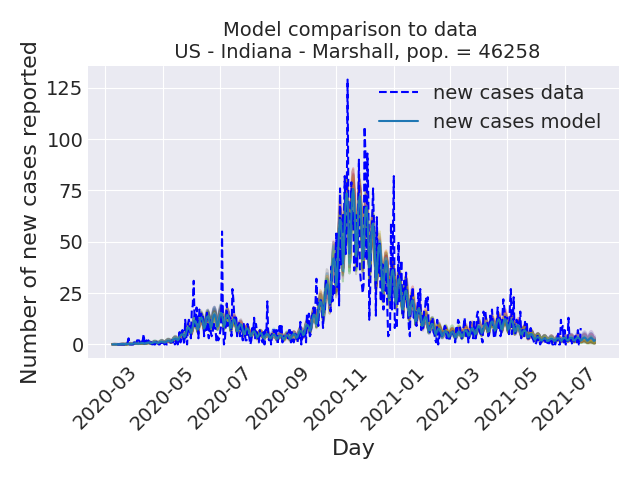 Model comparison to data
US - Indiana - Marshall, pop. = 46258
Number of new cases reported
125
100
75
50
25
0
new cases data
new cases model
2020-03
2020-05
2020-07
2020-09
2020-11
2021-01
2021-03
2021-05
2021-07
Day